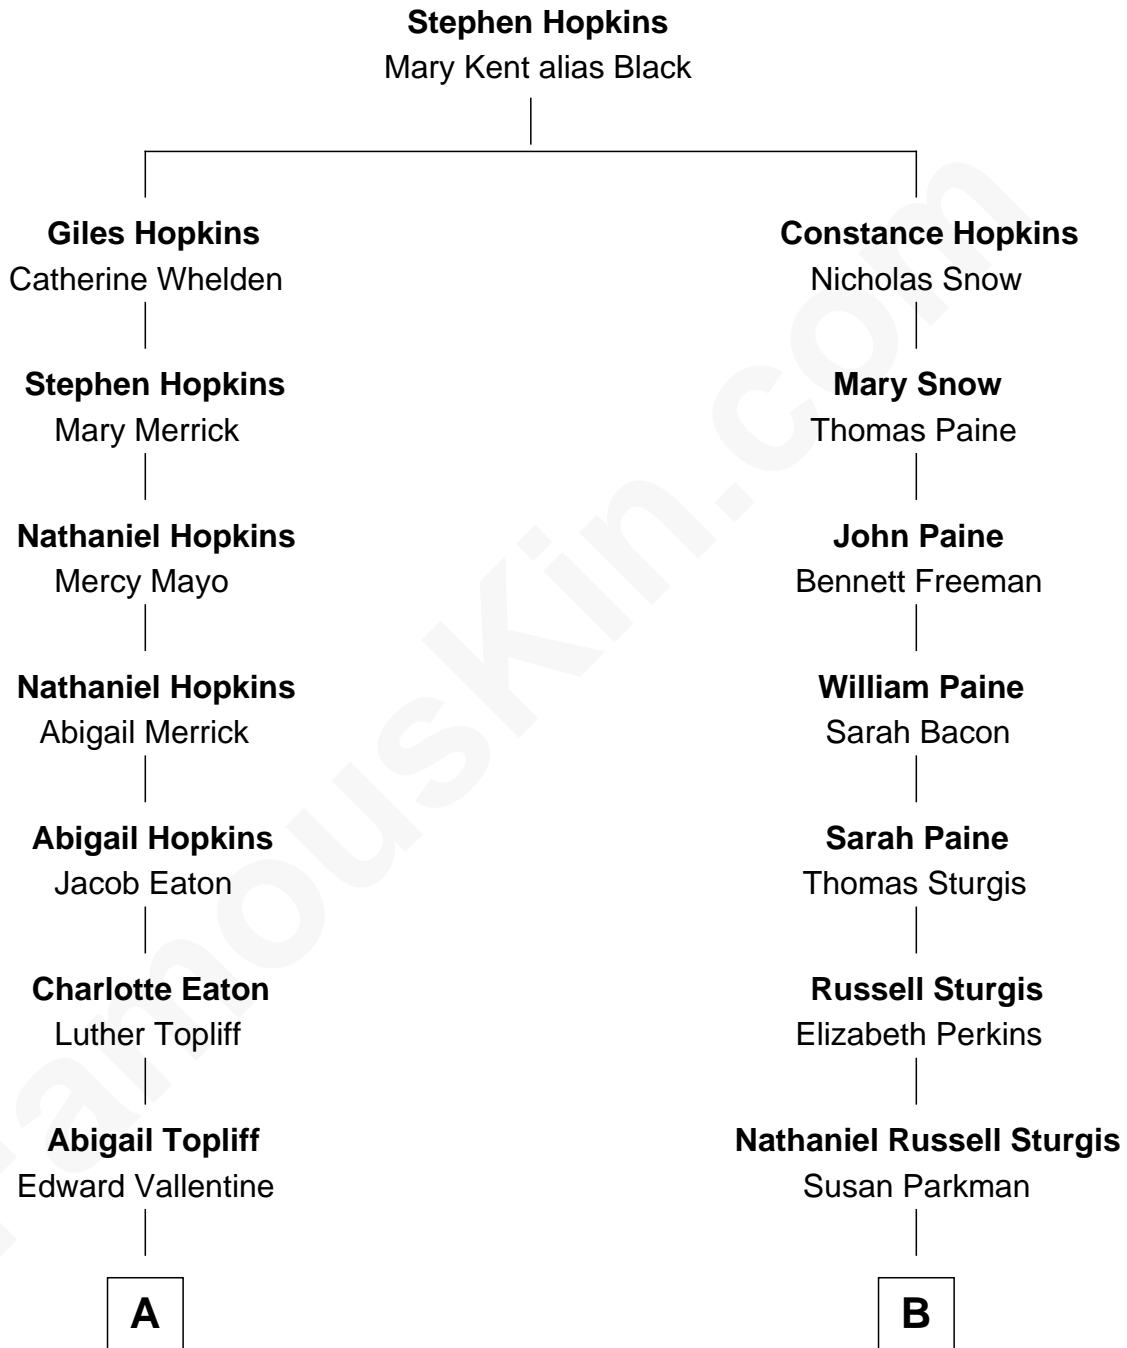 Stephen Hopkins
Mary Kent alias Black
Giles Hopkins
Catherine Whelden
Constance Hopkins
Nicholas Snow
Stephen Hopkins
Mary Merrick
Mary Snow
Thomas Paine
Nathaniel Hopkins
Mercy Mayo
John Paine
Bennett Freeman
Nathaniel Hopkins
Abigail Merrick
William Paine
Sarah Bacon
Abigail Hopkins
Jacob Eaton
Sarah Paine
Thomas Sturgis
Charlotte Eaton
Luther Topliff
Russell Sturgis
Elizabeth Perkins
Abigail Topliff
Edward Vallentine
Nathaniel Russell Sturgis
Susan Parkman
A
B
FamousKin.com